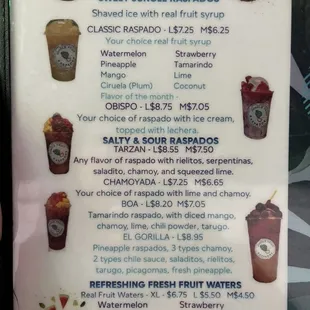 SWEET JUNGLE RASPADOS
Shaved ice with real fruit syrup
CLASSIC RASPADO - L$7.25 M$6.25
Your choice real fruit syrup
Watermelon Strawberry
Pineapple Tamarindo
Mango Lime
Ciruela (Plum) Coconut
Flavor of the month -
OBISPO - L$8.75 M$7.05
Your choice of raspado with ice cream,
topped with lechera.
SALTY & SOUR RASPADOS
TARZAN - L$8.55 M$7.50
Any flavor of raspado with rielitos, serpentinas,
saladito, chamoy, and squeezed lime.
CHAMOYADA - L$7.25 M$6.65
Your choice of raspado with lime and chamoy.
BOA - L$8.20 M$7.05
Tamarindo raspado, with diced mango,
chamoy, lime, chili powder, tarugo.
EL GORILLA - L$8.95
Pineapple raspados, 3 types chamoy,
2 types chile sauce, saladitos, rielitos,
tarugo, picagomas, fresh pineapple.
REFRESHING FRESH FRUIT WATERS
Real Fruit Waters - XL - $6.75 L $5.50 M$4.50
Watermelon Strawberry